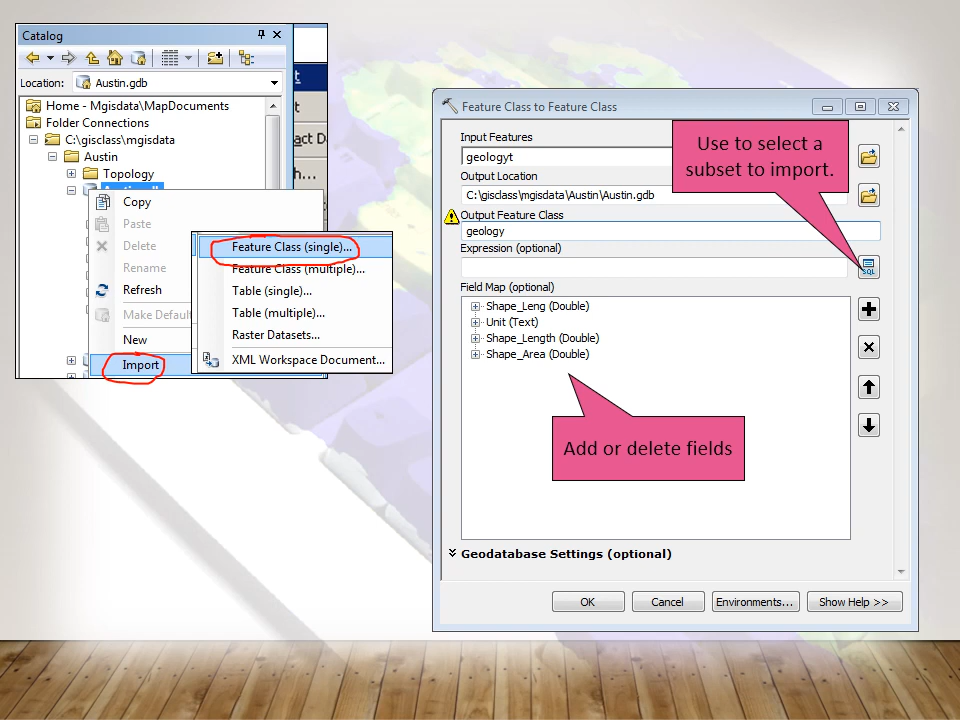 Catalog
Location: Austin.gdb
Home - Mgisdata\MapDocuments
Folder Connections
C:\gisclass\mgisdata
Austin
Topology
Copy
Paste
Delete
Rename
Refresh
Make Default
New
Import
Feature Class (single)...
Feature Class (multiple)...
Table (single)...
Table (multiple)...
Raster Datasets...
XML Workspace Document...
Feature Class to Feature Class
Input Features
geologyt
Output Location
C:\gisclass\mgisdata\Austin\Austin.gdb
Output Feature Class
geology
Expression (optional)
SQL
Field Map (optional)
Shape_Leng (Double)
Unit (Text)
Shape_Length (Double)
Shape_Area (Double)
Use to select a
subset to import.
Add or delete fields
Geodatabase Settings (optional)
OK
Cancel
Environments...
Show Help >>